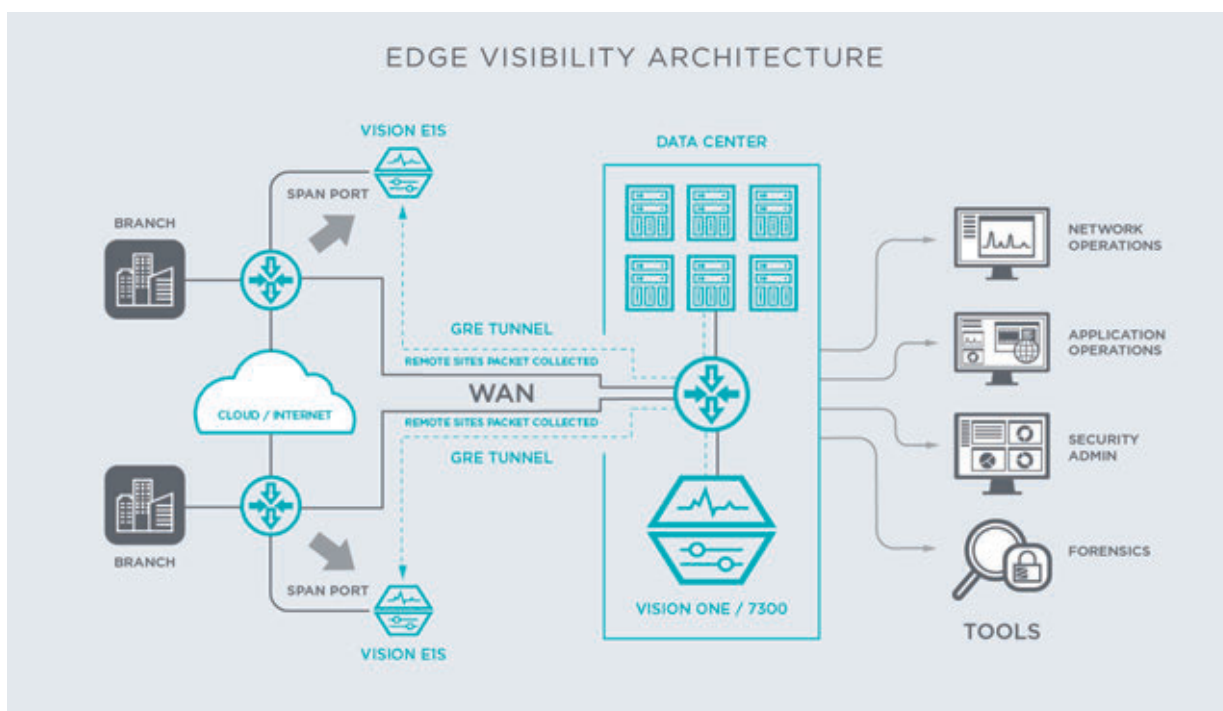 EDGE VISIBILITY ARCHITECTURE
VISION E1S
SPAN PORT
BRANCH
DATA CENTER
NETWORK
OPERATIONS
GRE TUNNEL
REMOTE SITES PACKET COLLECTED
APPLICATION
OPERATIONS
WAN
CLOUD / INTERNET
REMOTE SITES PACKET COLLECTED
GRE TUNNEL
SECURITY
ADMIN
BRANCH
SPAN PORT
VISION E1S
VISION ONE / 7300
FORENSICS
TOOLS